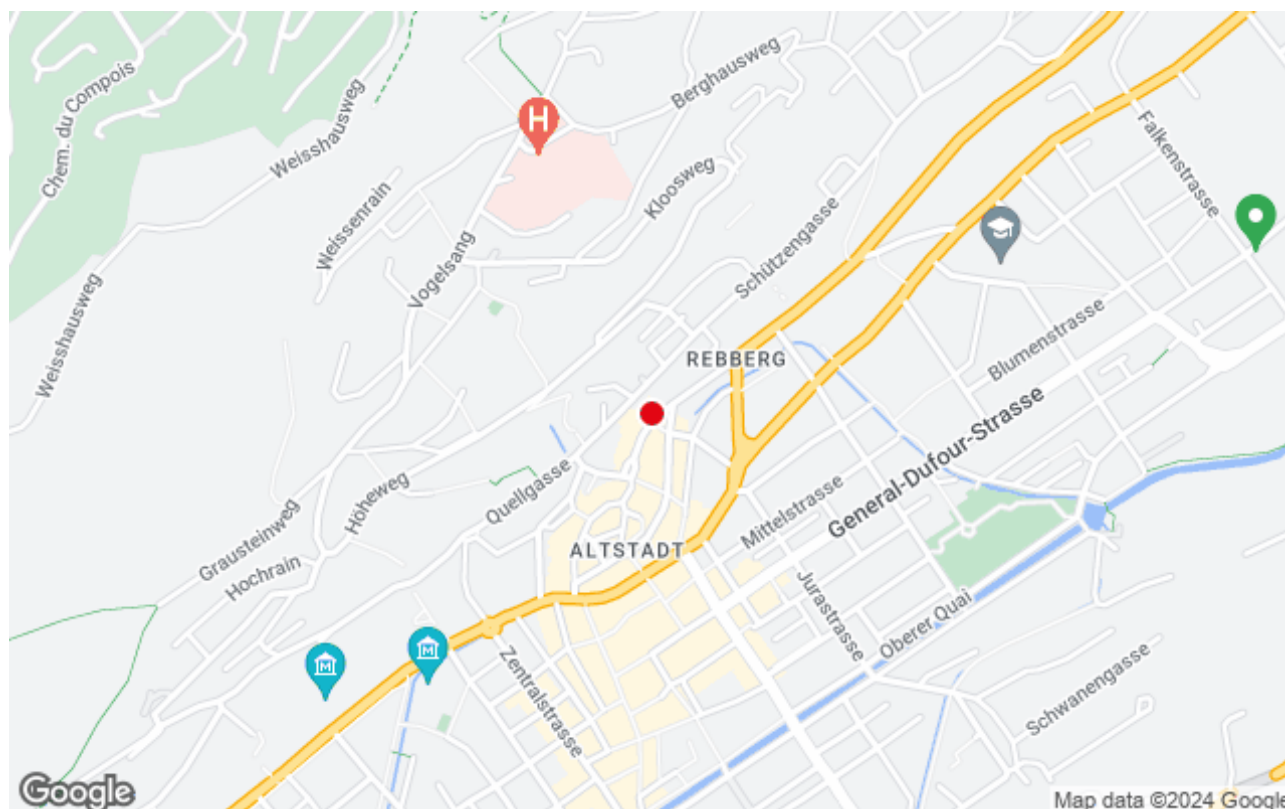 Chem. du Compois
Weisshausweg
Berghausweg
H
Falkenstrasse
Weissenrain
Kloosweg
Vogelsang
Schützengasse
Weisshausweg
REBBERG
Blumenstrasse
General-Dufour-Strasse
Quellgasse
Höheweg
Mittelstrasse
Grausteinweg
Hochrain
ALTSTADT
Jurastrasse
Oberer Quai
M
M
Zentralstrasse
Schwanengasse
Google
Map data ©2024 Google